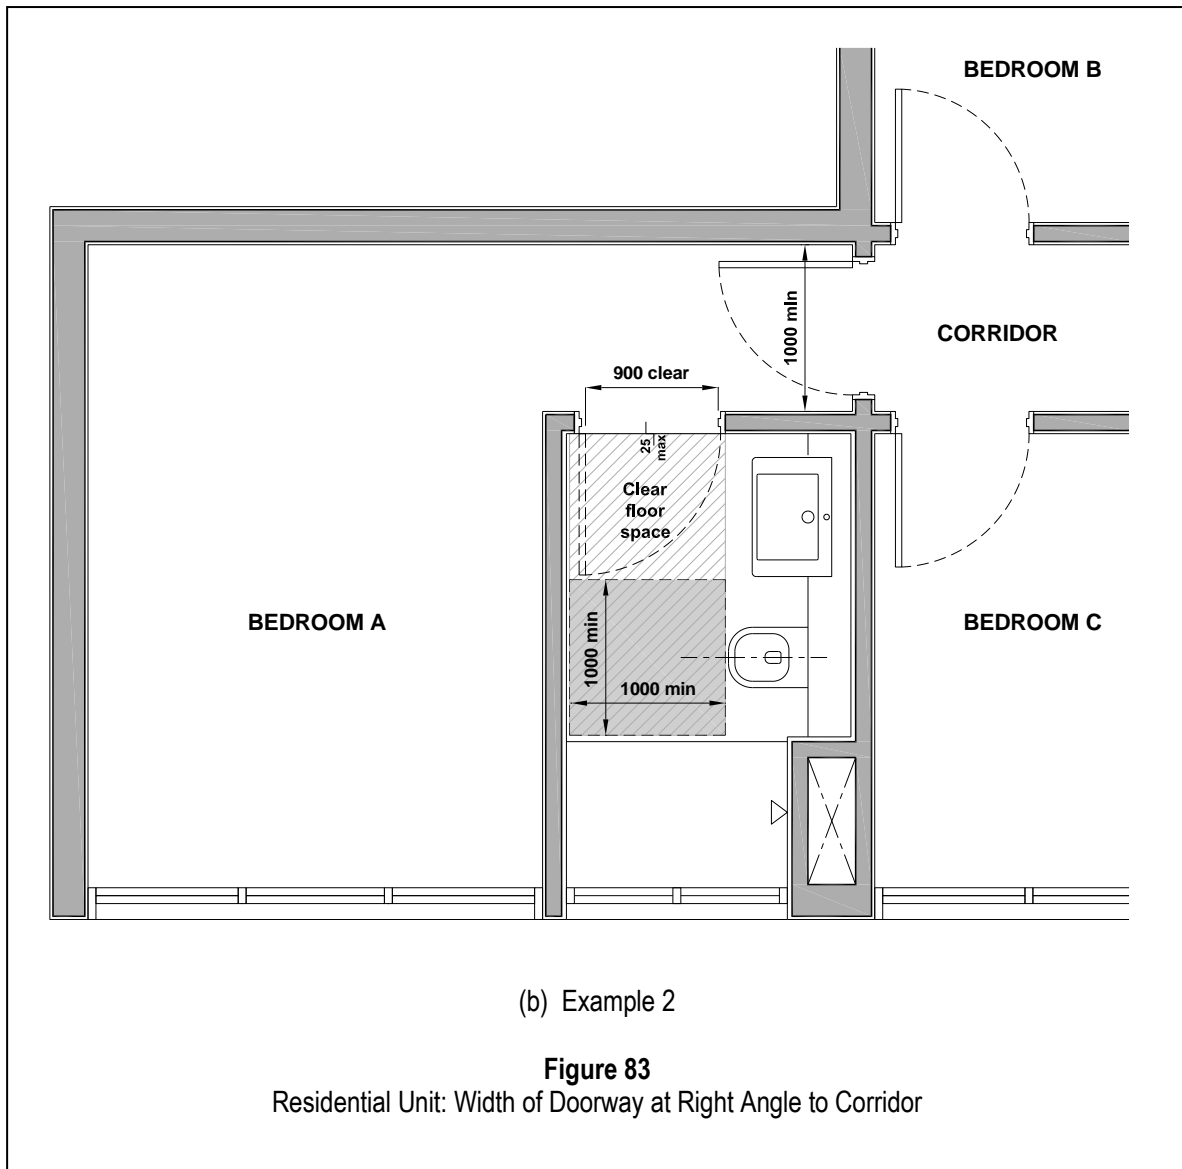 BEDROOM B
1000 min
CORRIDOR
900 clear
25
max
Clear
floor
space
BEDROOM A
1000 min
1000 min
BEDROOM C
(b) Example 2
Figure 83
Residential Unit: Width of Doorway at Right Angle to Corridor